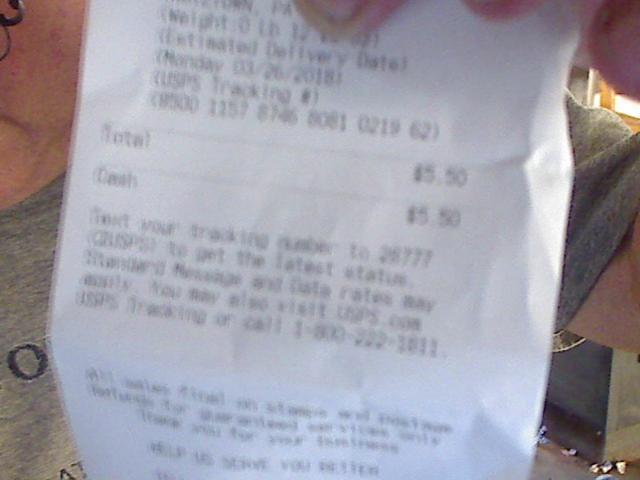 TOWN, PA
(Weight:0 Lb 12
(Estimated Delivery Date)
(Monday 03/26/2018)
(USPS Tracking #)
(9500 1157 8746 8081 0219 62)
Total $5.50
Cash $5.50
Text your tracking number to 28777
(2USPS) to get the latest status.
Standard Message and Data rates may
apply. You may also visit USPS.com
USPS Tracking or call 1-800-222-1811.
All sales final on stamps and postage
Refunds for guaranteed services only
Thank you for your business
HELP US SERVE YOU BETTER
O